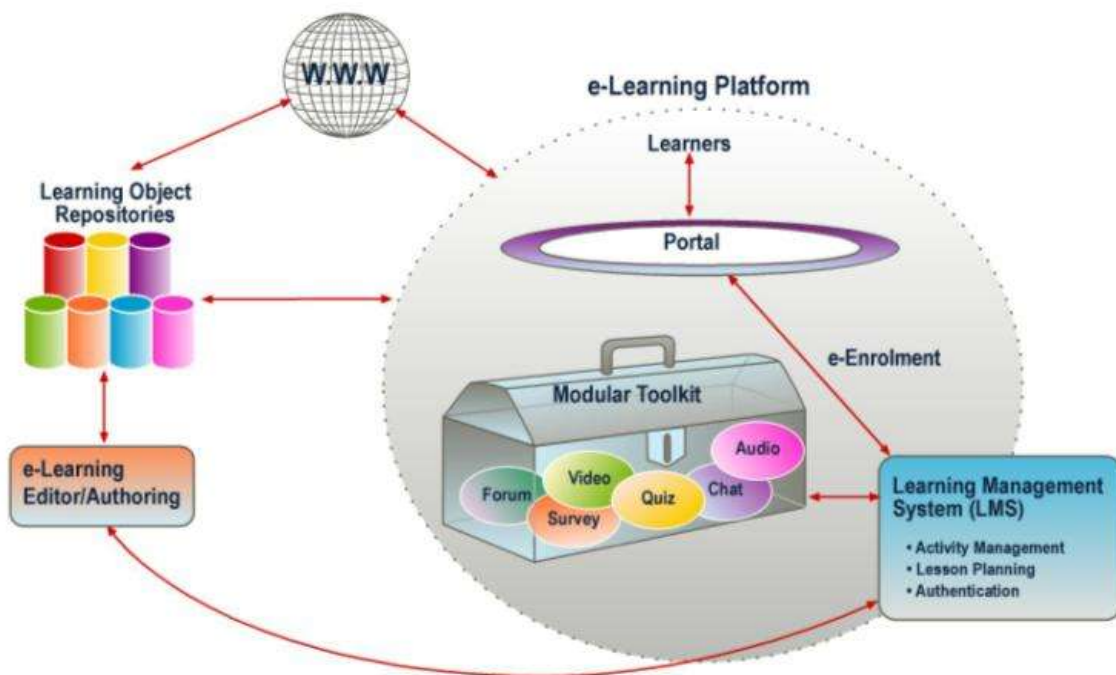 W.W.W
e-Learning Platform
Learners
Learning Object
Repositories
Portal
e-Enrolment
Modular Toolkit
Audio
Video
Forum
Quiz
Chat
Survey
e-Learning
Editor/Authoring
Learning Management
System (LMS)
• Activity Management
• Lesson Planning
• Authentication